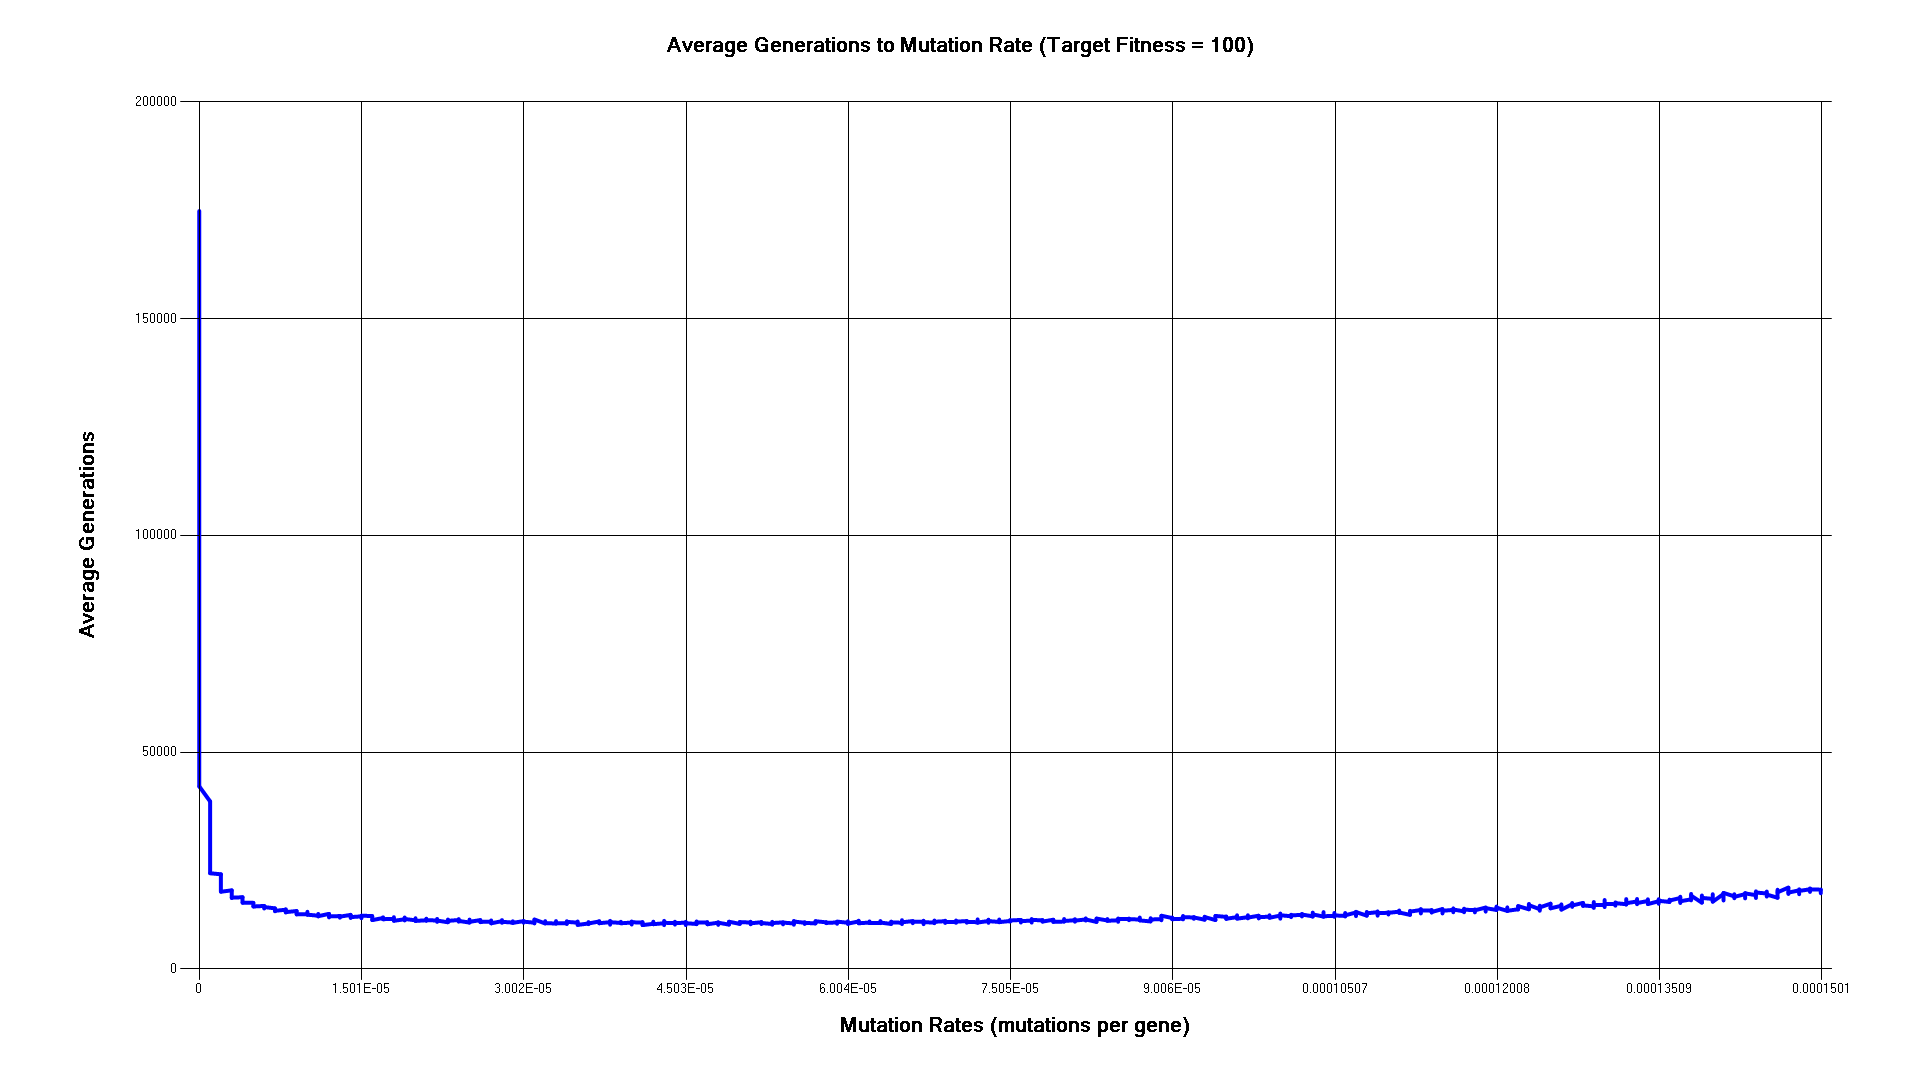 Average Generations to Mutation Rate (Target Fitness = 100)
200000
150000
100000
50000
0
Average Generations
0 1.501E-05 3.002E-05 4.503E-05 6.004E-05 7.505E-05 9.006E-05 0.00010507 0.00012008 0.00013509 0.0001501
Mutation Rates (mutations per gene)